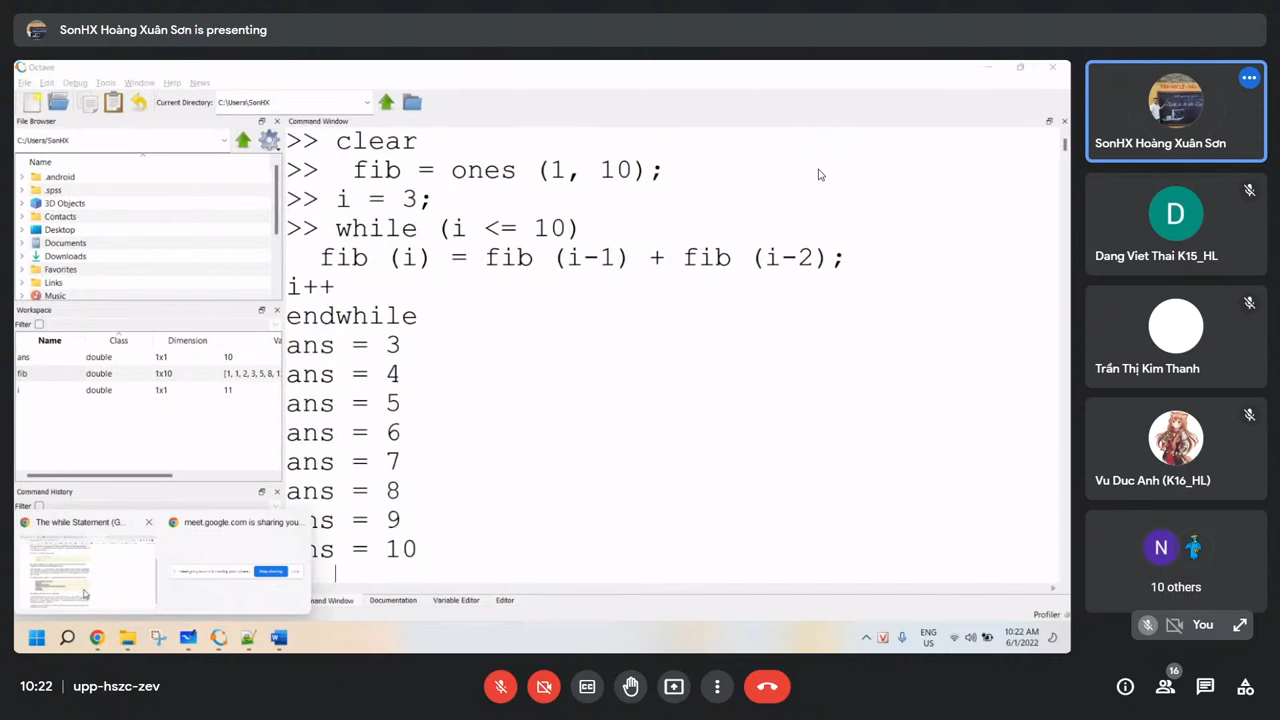 SonHX Hoàng Xuân Sơn is presenting
Octave
File Edit Debug Tools Window Help News
Current Directory: C:\Users\SonHX
File Browser
Command Window
C:/Users/SonHX
Name
.android
.spss
3D Objects
Contacts
Desktop
Documents
Downloads
Favorites
Links
Music
Workspace
Filter
Name Class Dimension
ans double 1x1 10
fib double 1x10 [1, 1, 2, 3, 5, 8, 1
i double 1x1 11
Command History
Filter
>> clear
>> fib = ones (1, 10);
>> i = 3;
>> while (i <= 10)
fib (i) = fib (i-1) + fib (i-2);
i++
endwhile
ans = 3
ans = 4
ans = 5
ans = 6
ans = 7
ans = 8
ans = 9
ns = 10
The while Statement (G...
meet.google.com is sharing you...
Stop sharing
mand Window Documentation Variable Editor Editor
Profiler
ENG
US
10:22 AM
6/1/2022
SonHX Hoàng Xuân Sơn
D
Dang Viet Thai K15_HL
Trần Thị Kim Thanh
Vu Duc Anh (K16_HL)
N
10 others
You
10:22 | upp-hszc-zev
16